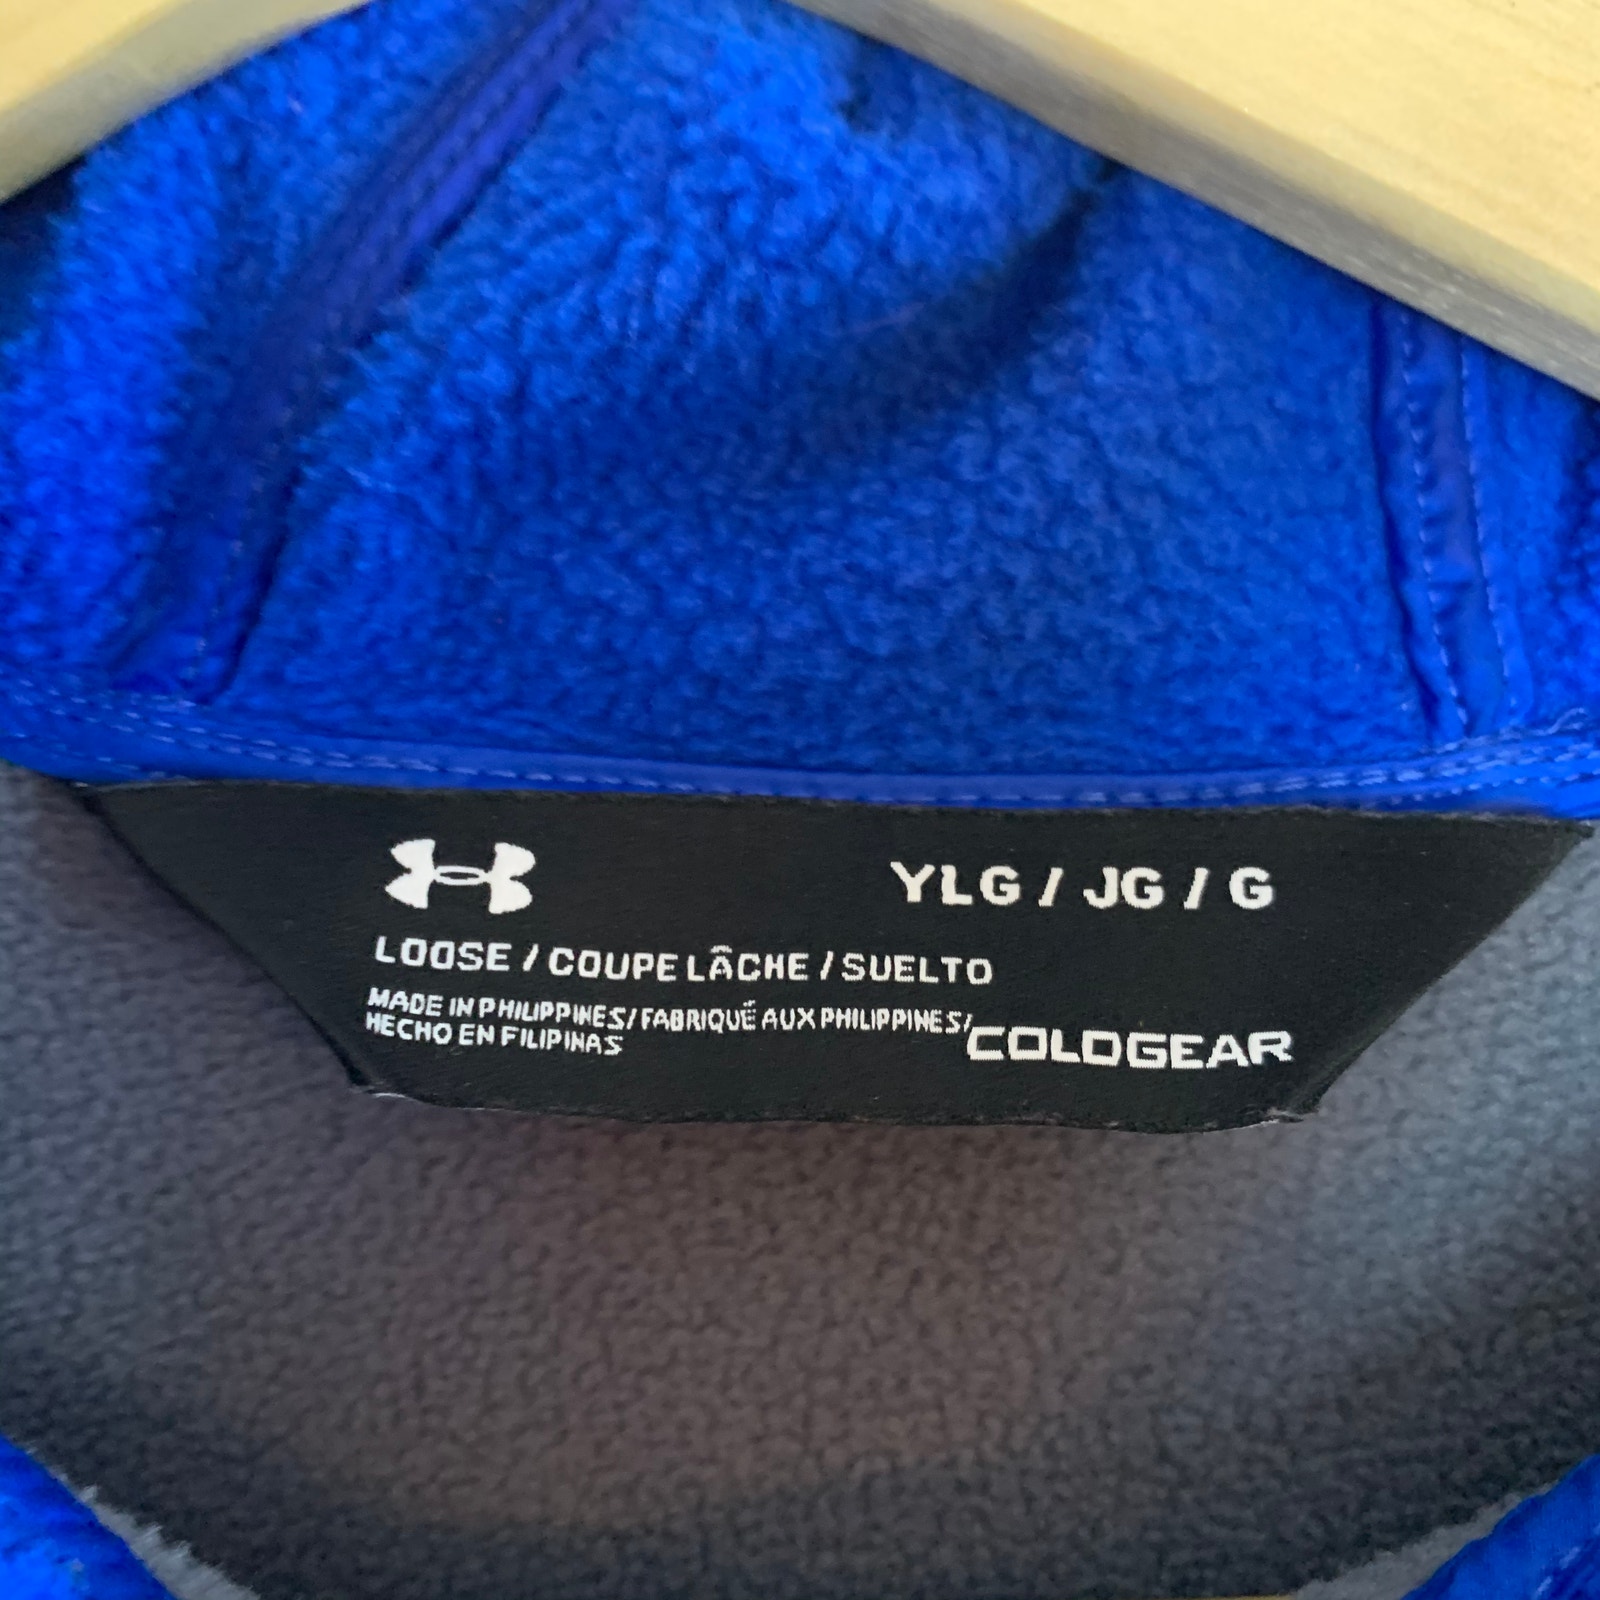 YLG / JG / G
LOOSE / COUPE LÂCHE / SUELTO
MADE IN PHILIPPINES/ FABRIQUÉ AUX PHILIPPINES/
HECHO EN FILIPINAS
COLDGEAR